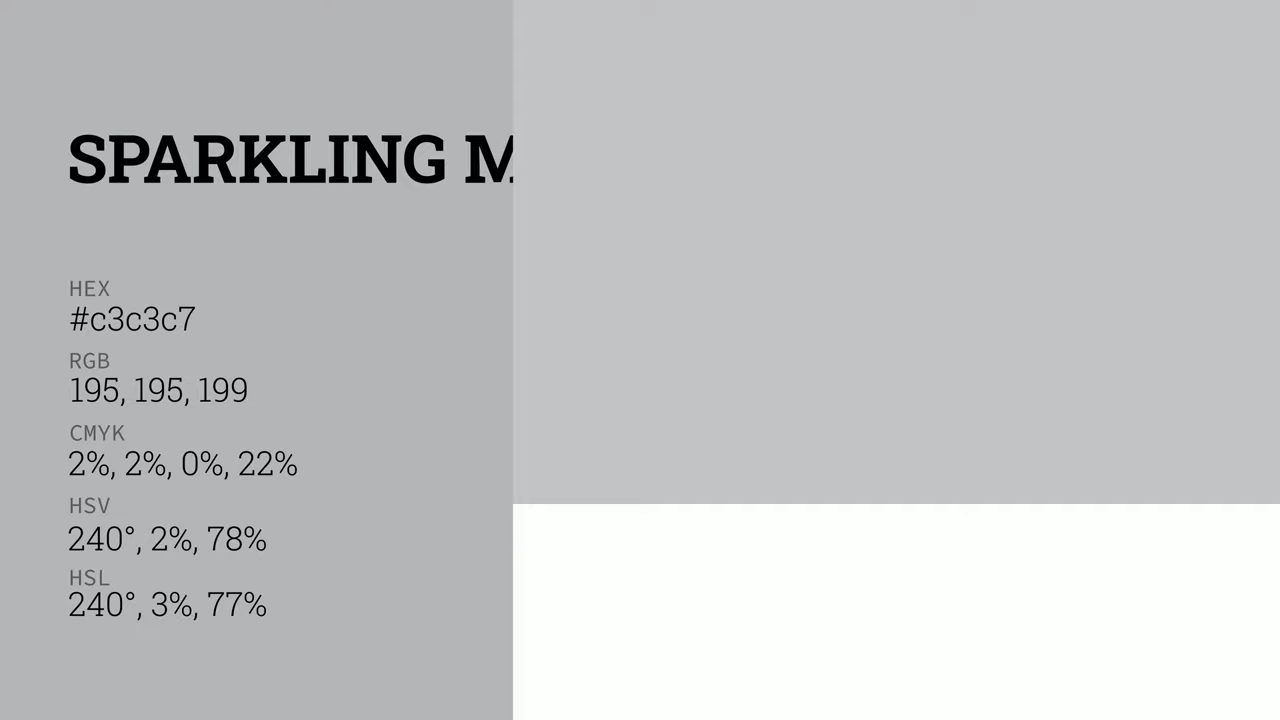 SPARKLING
HEX
#c3c3c7
RGB
195, 195, 199
CMYK
2%, 2%, 0%, 22%
HSV
240°, 2%, 78%
HSL
240°, 3%, 77%